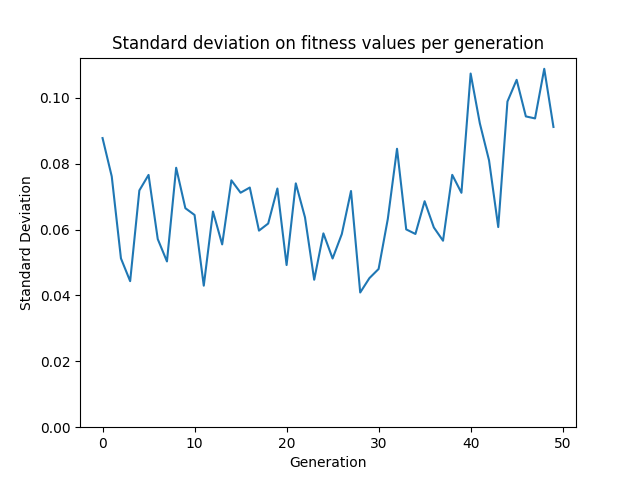 Standard deviation on fitness values per generation
0.10
0.08
0.06
0.04
0.02
0.00
Standard Deviation
0 10 20 30 40 50
Generation